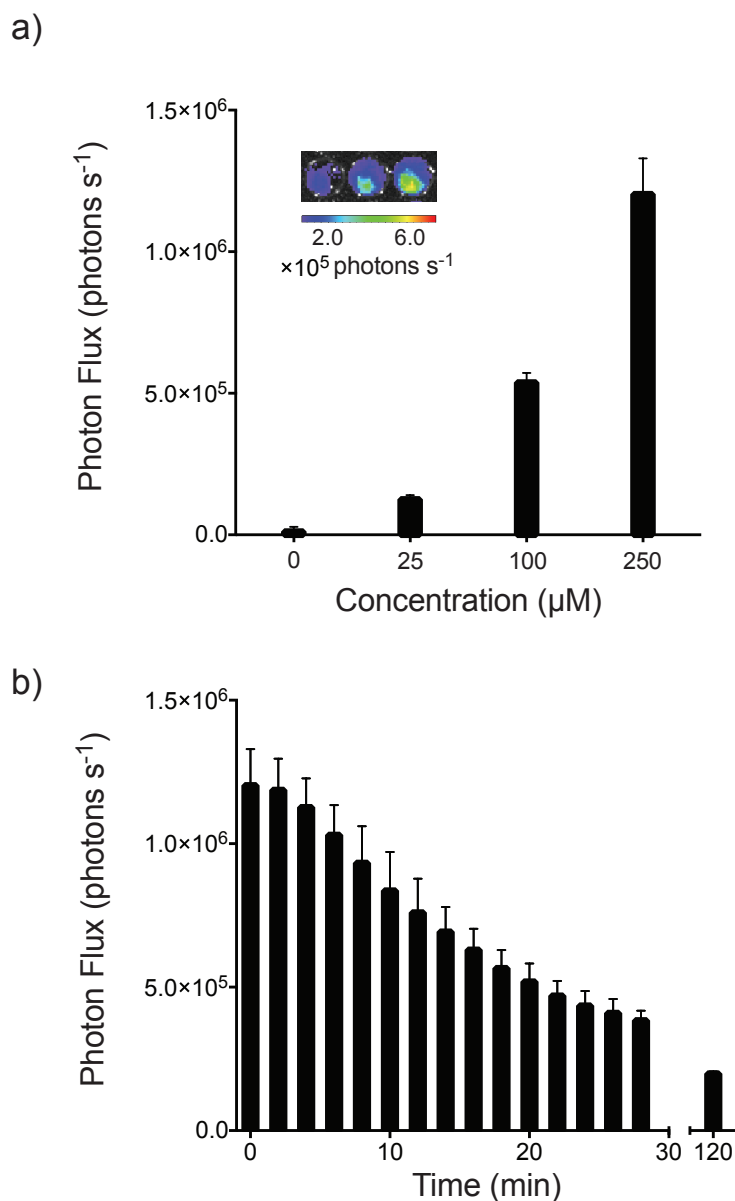 a)
Photon Flux (photons s⁻¹)
1.5×10⁶
1.0×10⁶
5.0×10⁵
0.0
2.0 6.0
×10⁵ photons s⁻¹
0 25 100 250
Concentration (µM)
b)
Photon Flux (photons s⁻¹)
1.5×10⁶
1.0×10⁶
5.0×10⁵
0.0
0 10 20 30 120
Time (min)